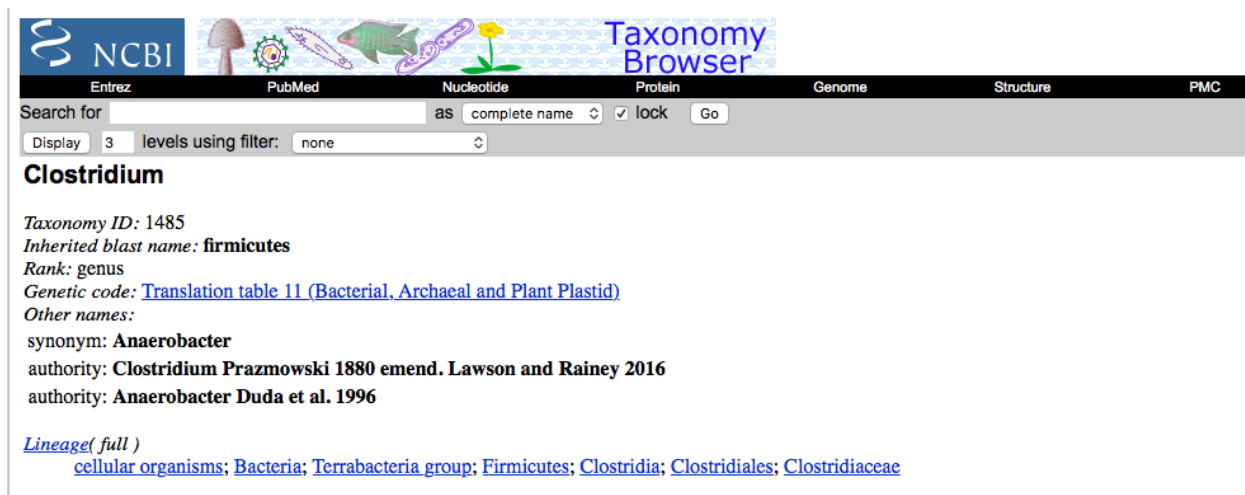 NCBI Taxonomy Browser
Entrez PubMed Nucleotide Protein Genome Structure PMC
Search for as complete name lock Go
Display 3 levels using filter: none
Clostridium
Taxonomy ID: 1485
Inherited blast name: firmicutes
Rank: genus
Genetic code: Translation table 11 (Bacterial, Archaeal and Plant Plastid)
Other names:
synonym: Anaerobacter
authority: Clostridium Prazmowski 1880 emend. Lawson and Rainey 2016
authority: Anaerobacter Duda et al. 1996
Lineage( full )
cellular organisms; Bacteria; Terrabacteria group; Firmicutes; Clostridia; Clostridiales; Clostridiaceae